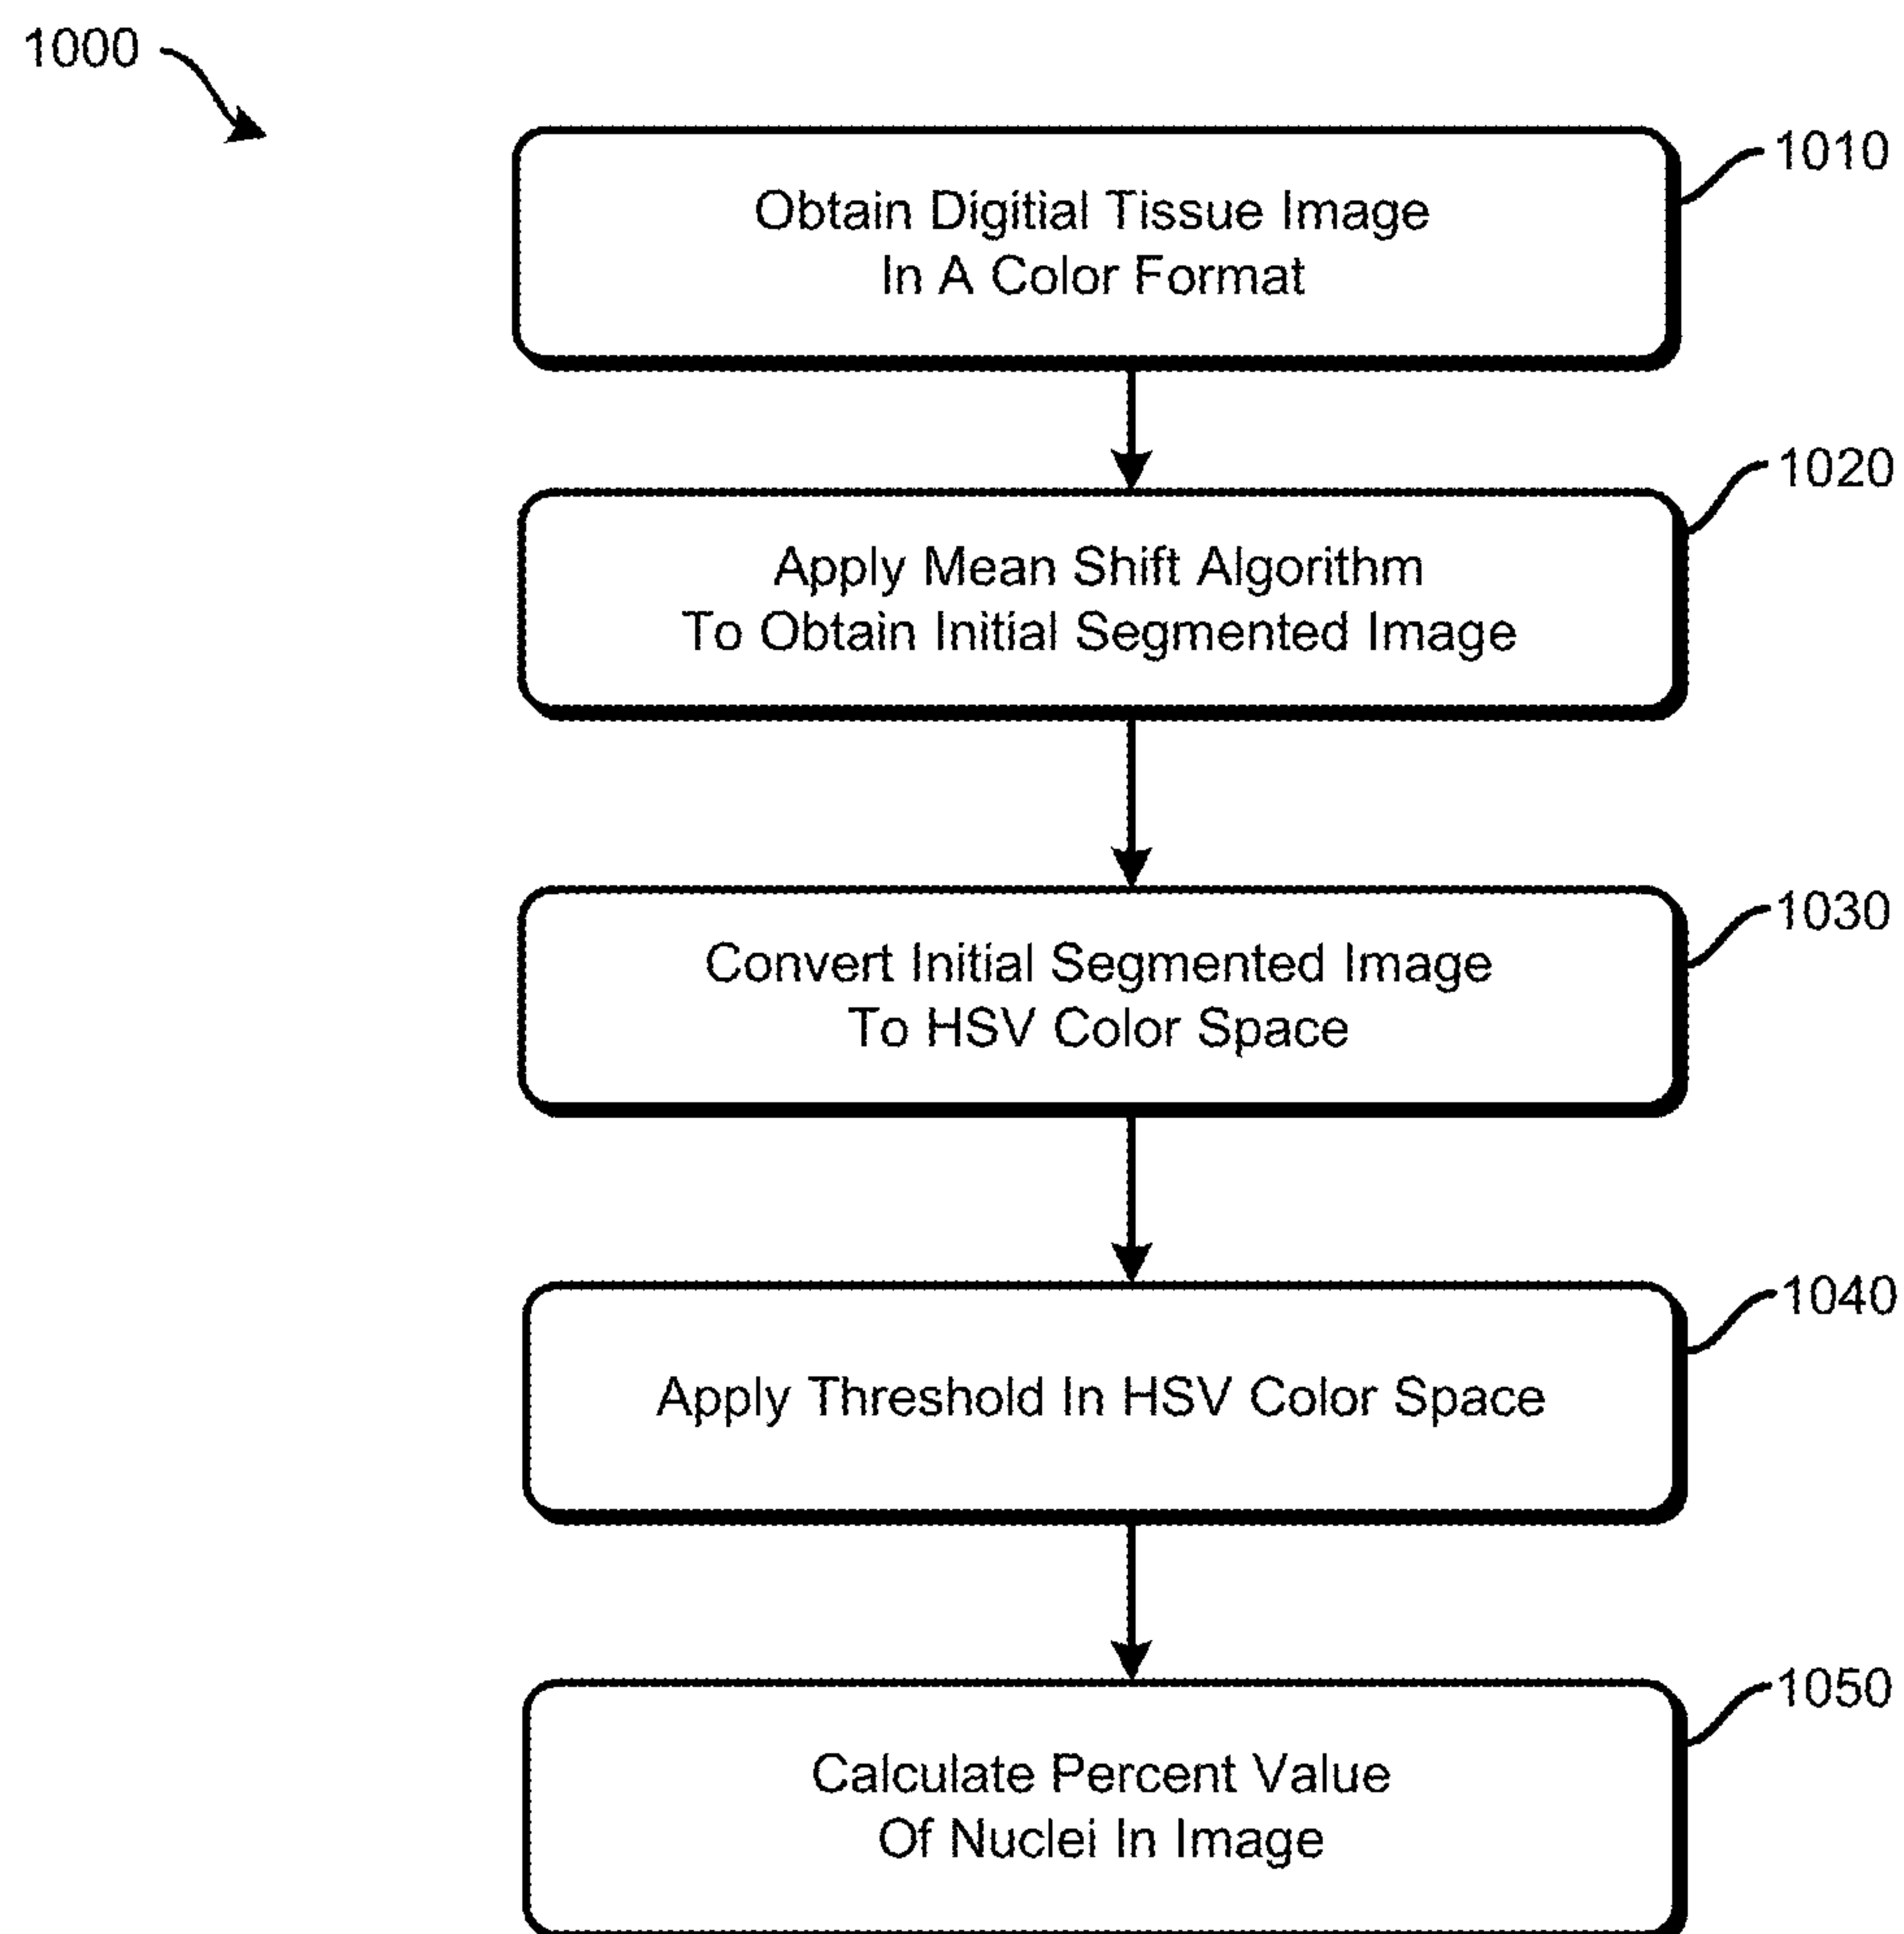 1000
1010
Obtain Digitial Tissue Image
In A Color Format
1020
Apply Mean Shift Algorithm
To Obtain Initial Segmented Image
1030
Convert Initial Segmented Image
To HSV Color Space
1040
Apply Threshold In HSV Color Space
1050
Calculate Percent Value
Of Nuclei In Image